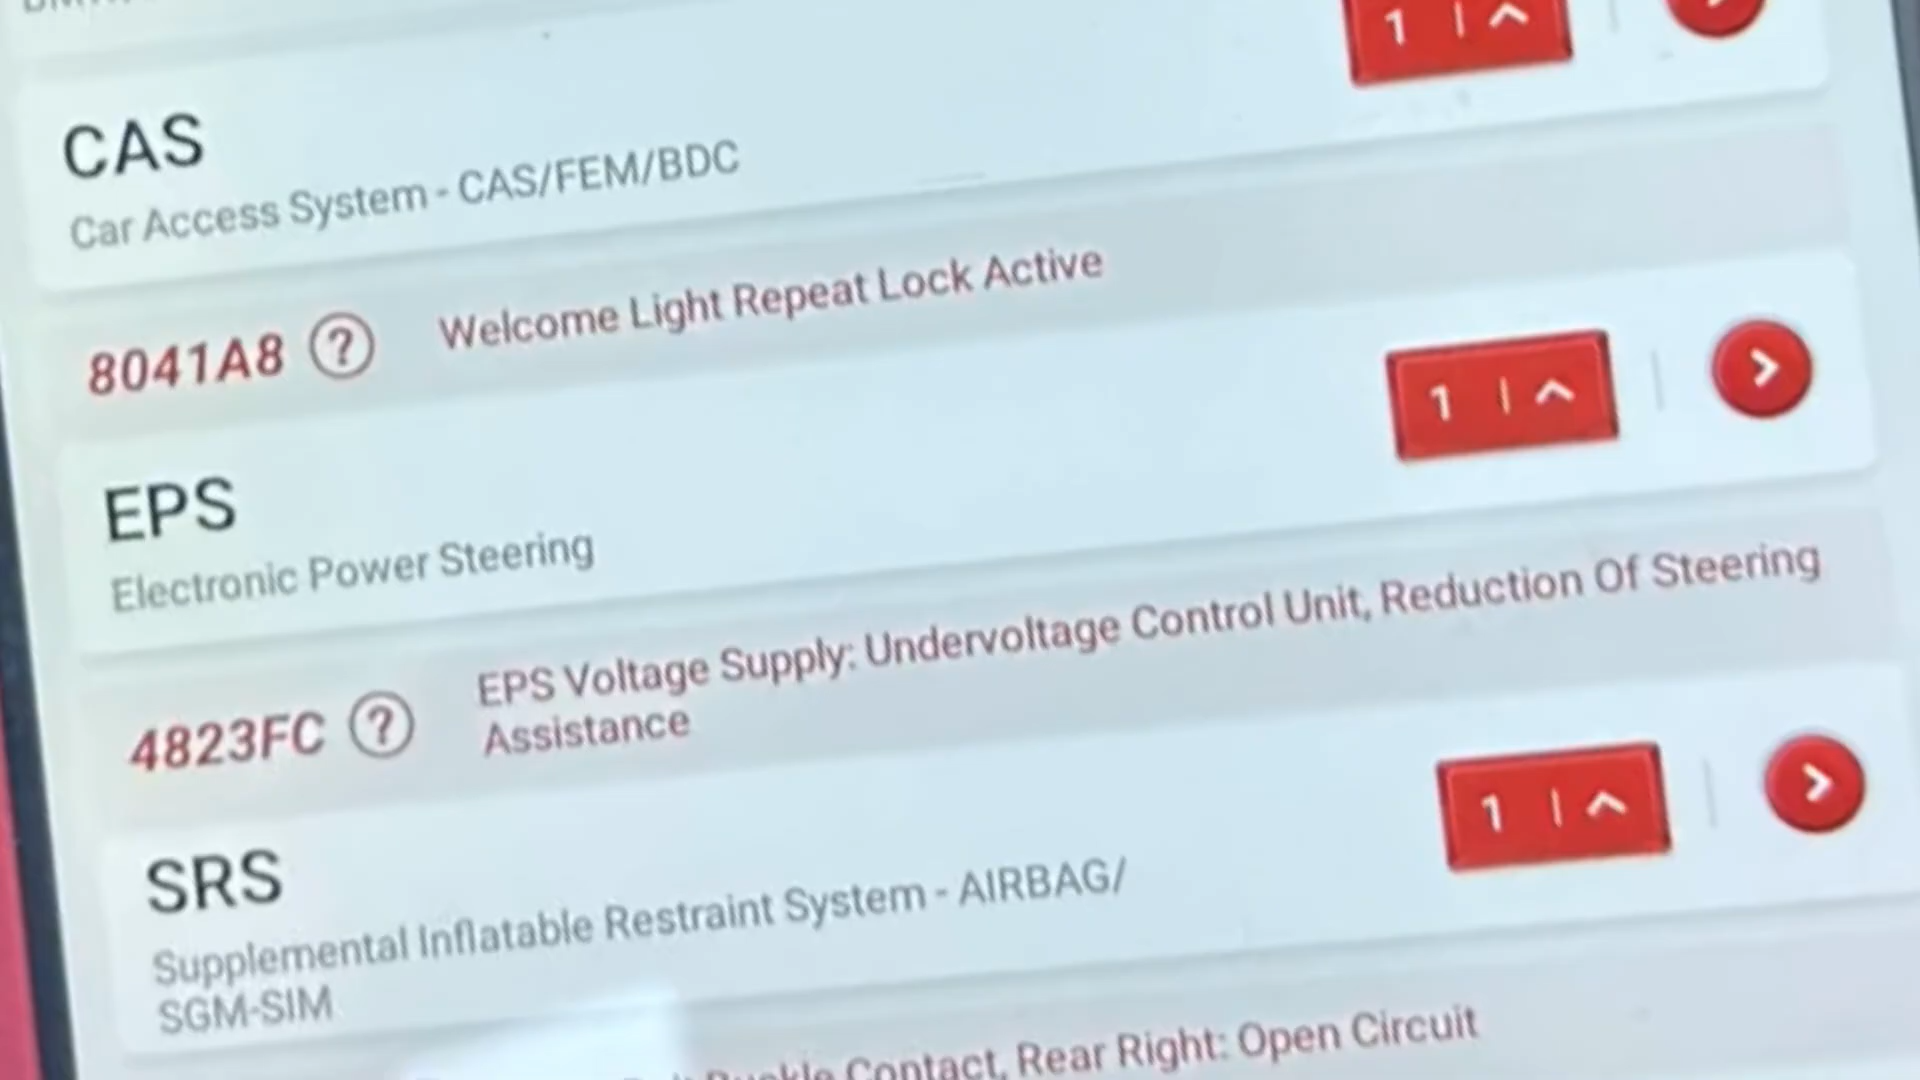 1
CAS
Car Access System - CAS/FEM/BDC
8041A8 ? Welcome Light Repeat Lock Active
1
EPS
Electronic Power Steering
4823FC ? EPS Voltage Supply: Undervoltage Control Unit, Reduction Of Steering
Assistance
1
SRS
Supplemental Inflatable Restraint System - AIRBAG/
SGM-SIM
Buckle Contact, Rear Right: Open Circuit